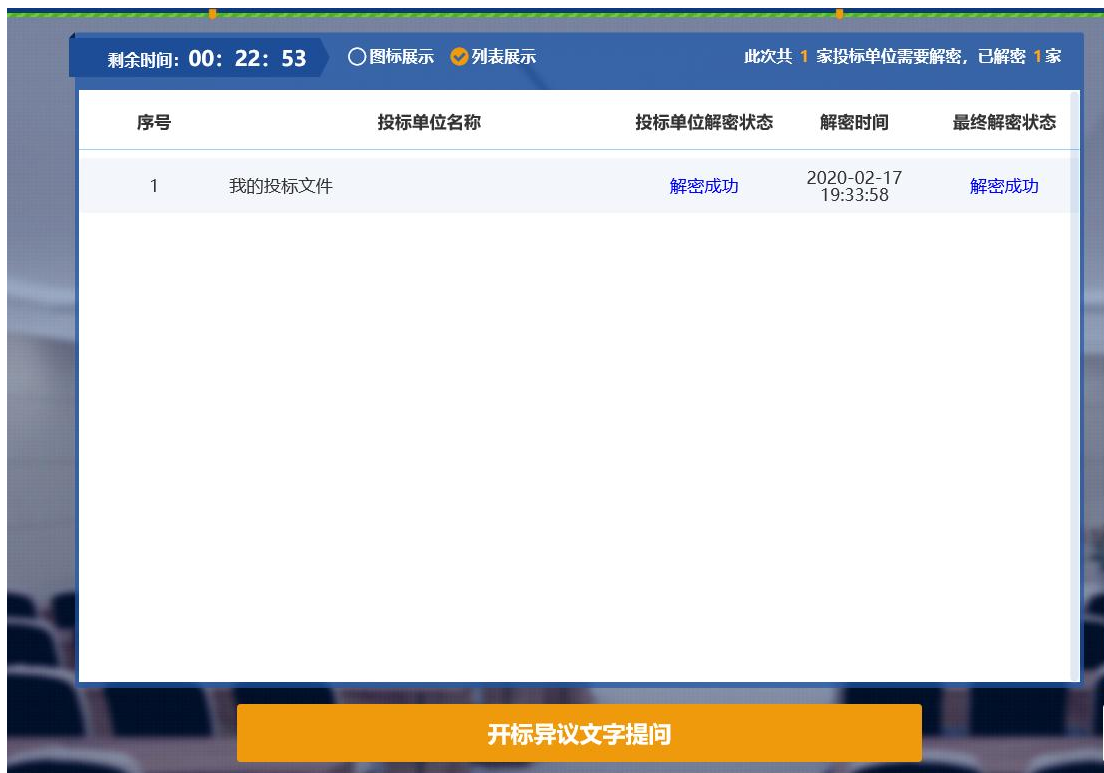 剩余时间：00：22：53 图标展示 列表展示 此次共 1 家投标单位需要解密，已解密 1家
序号 投标单位名称 投标单位解密状态 解密时间 最终解密状态
1 我的投标文件 解密成功 2020-02-17 19:33:58 解密成功
开标异议文字提问